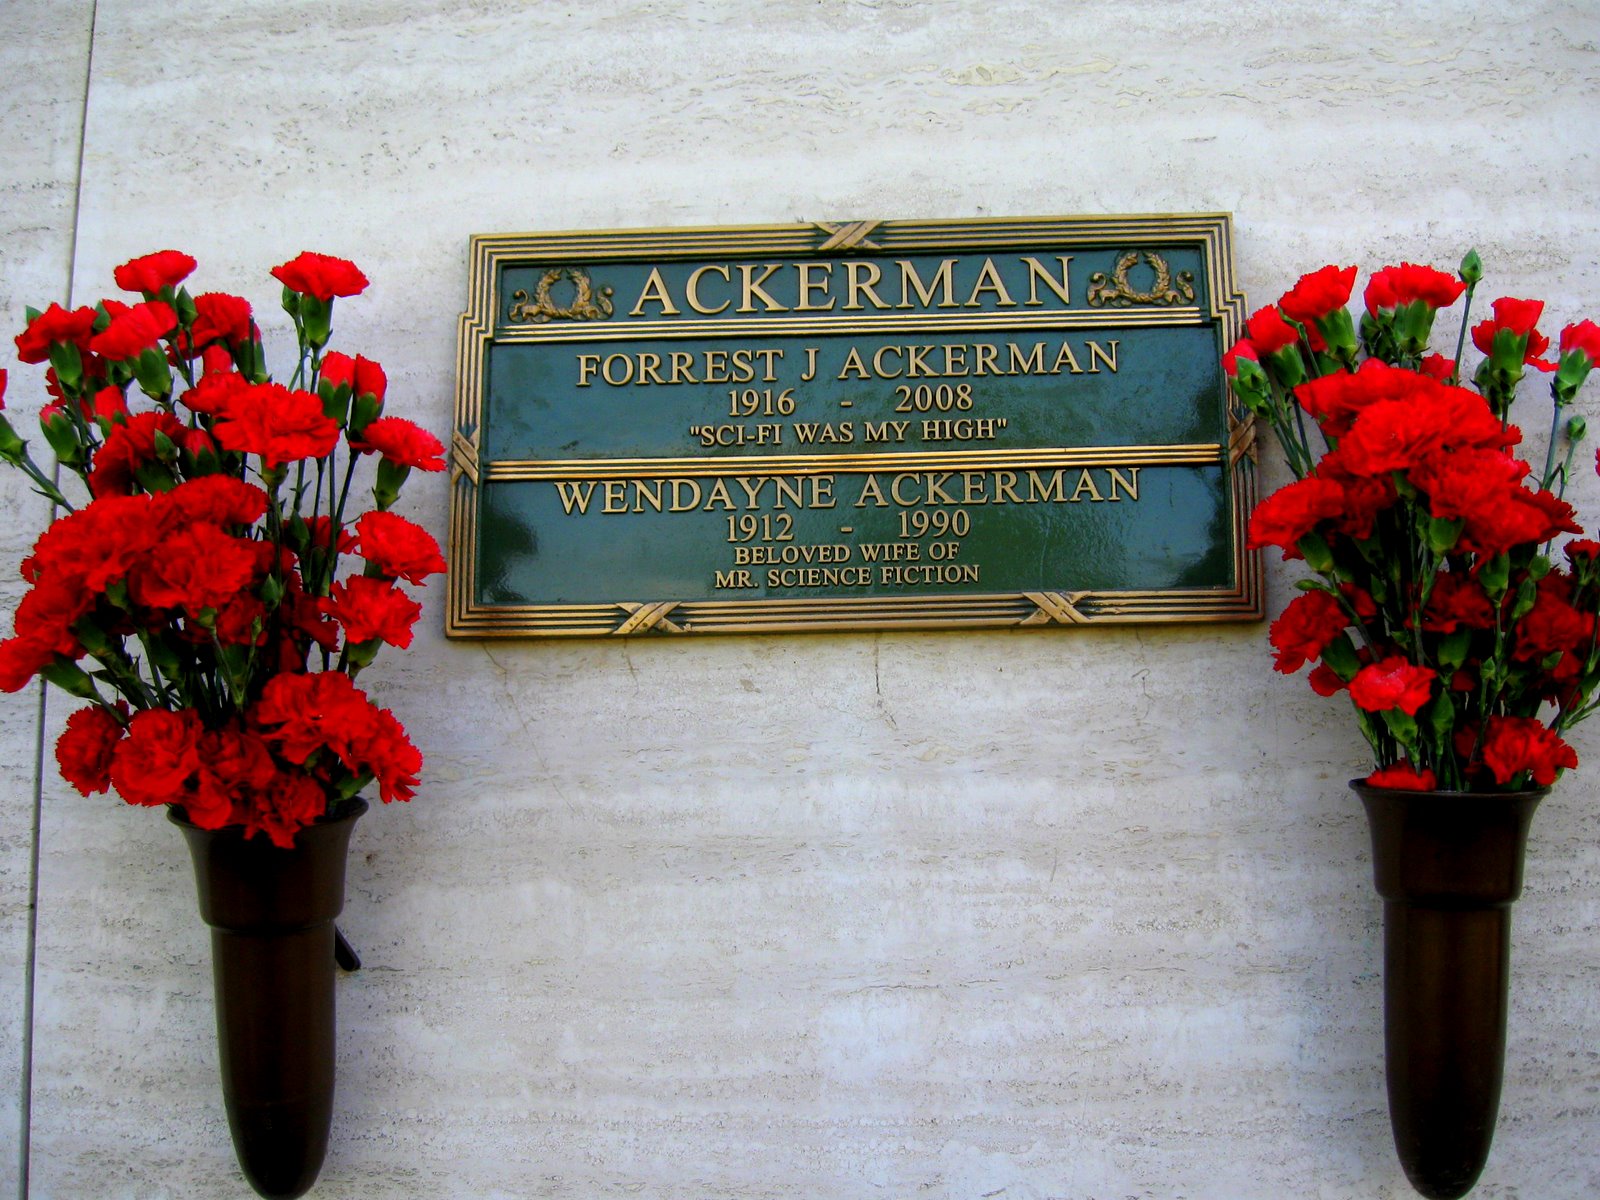 ACKERMAN
FORREST J ACKERMAN
1916 - 2008
"SCI-FI WAS MY HIGH"
WENDAYNE ACKERMAN
1912 - 1990
BELOVED WIFE OF
MR. SCIENCE FICTION